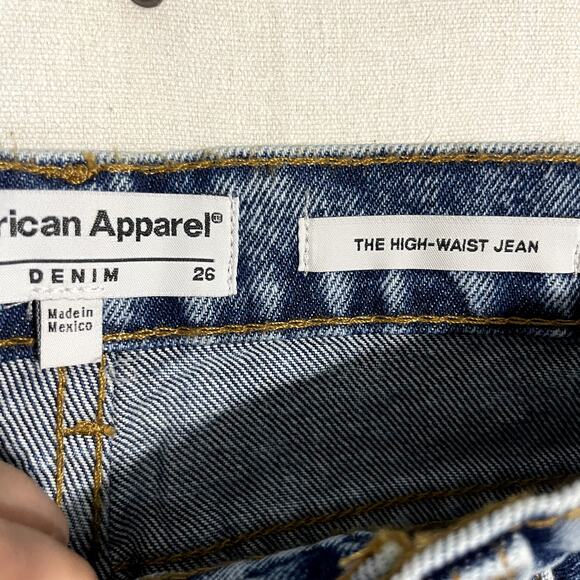 rican Apparel®
DENIM 26
THE HIGH-WAIST JEAN
Made in
Mexico